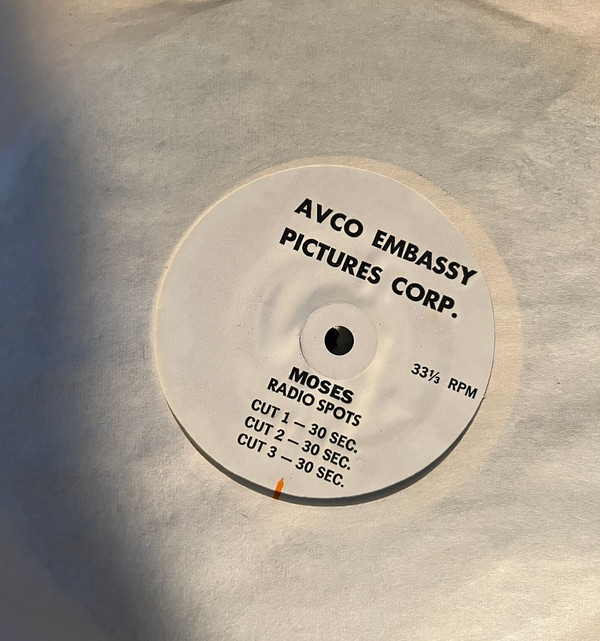 AVCO EMBASSY
PICTURES CORP.
33⅓ RPM
MOSES
RADIO SPOTS
CUT 1 — 30 SEC.
CUT 2 — 30 SEC.
CUT 3 — 30 SEC.